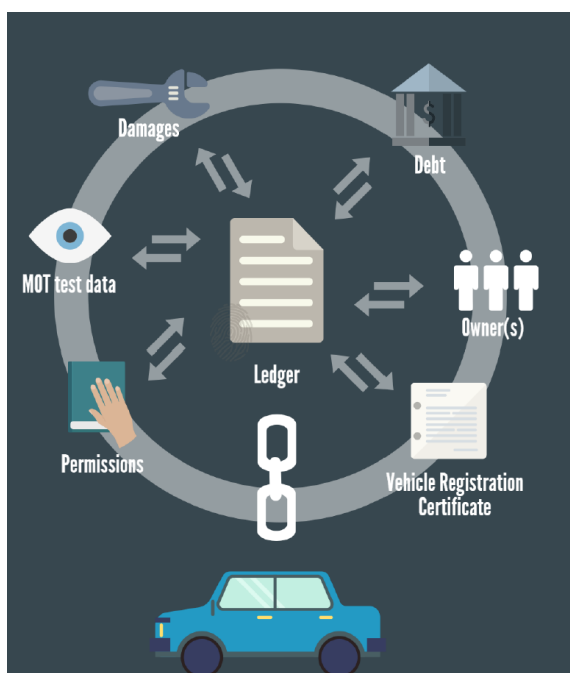 Damages
Debt
$
MOT test data
Owner(s)
Ledger
Permissions
Vehicle Registration
Certificate